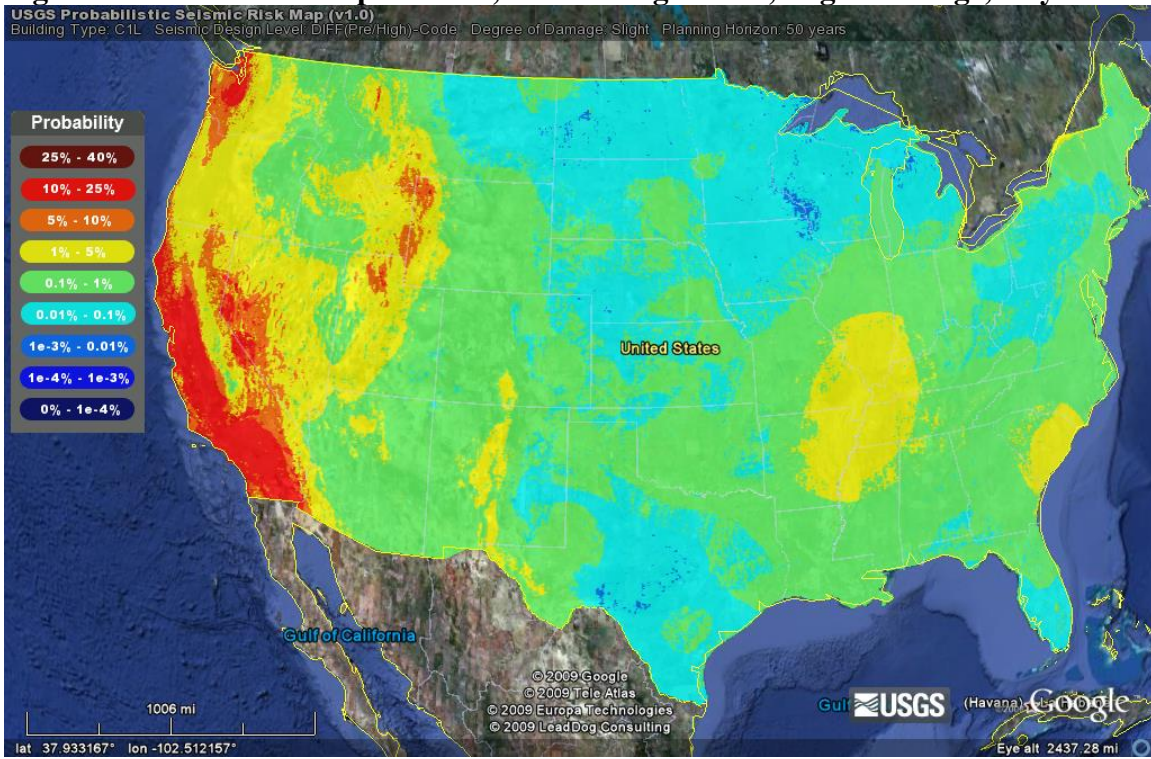 USGS Probabilistic Seismic Risk Map (v1.0)
Building Type: C1L Seismic Design Level: DIFF(Pre/High)-Code Degree of Damage: Slight Planning Horizon: 50 years
Probability
25% - 40%
10% - 25%
5% - 10%
1% - 5%
0.1% - 1%
0.01% - 0.1%
1e-3% - 0.01%
1e-4% - 1e-3%
0% - 1e-4%
United States
Gulf of California
© 2009 Google
© 2009 Tele Atlas
© 2009 Europa Technologies
© 2009 LeadDog Consulting
1006 mi
Gulf
USGS
(Havana)
Google
lat 37.933167° lon -102.512157°
Eye alt 2437.28 mi